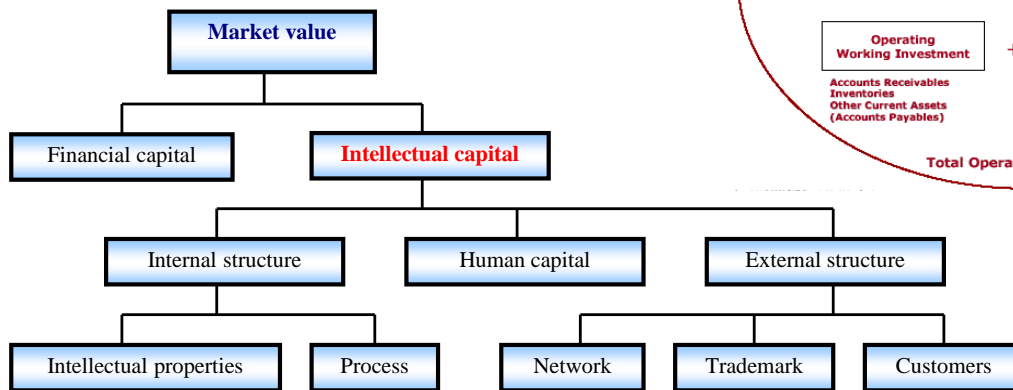 Market value
Financial capital
Intellectual capital
Internal structure
Human capital
External structure
Intellectual properties
Process
Network
Trademark
Customers
Operating
Working Investment
+
Accounts Receivables
Inventories
Other Current Assets
(Accounts Payables)
Total Opera